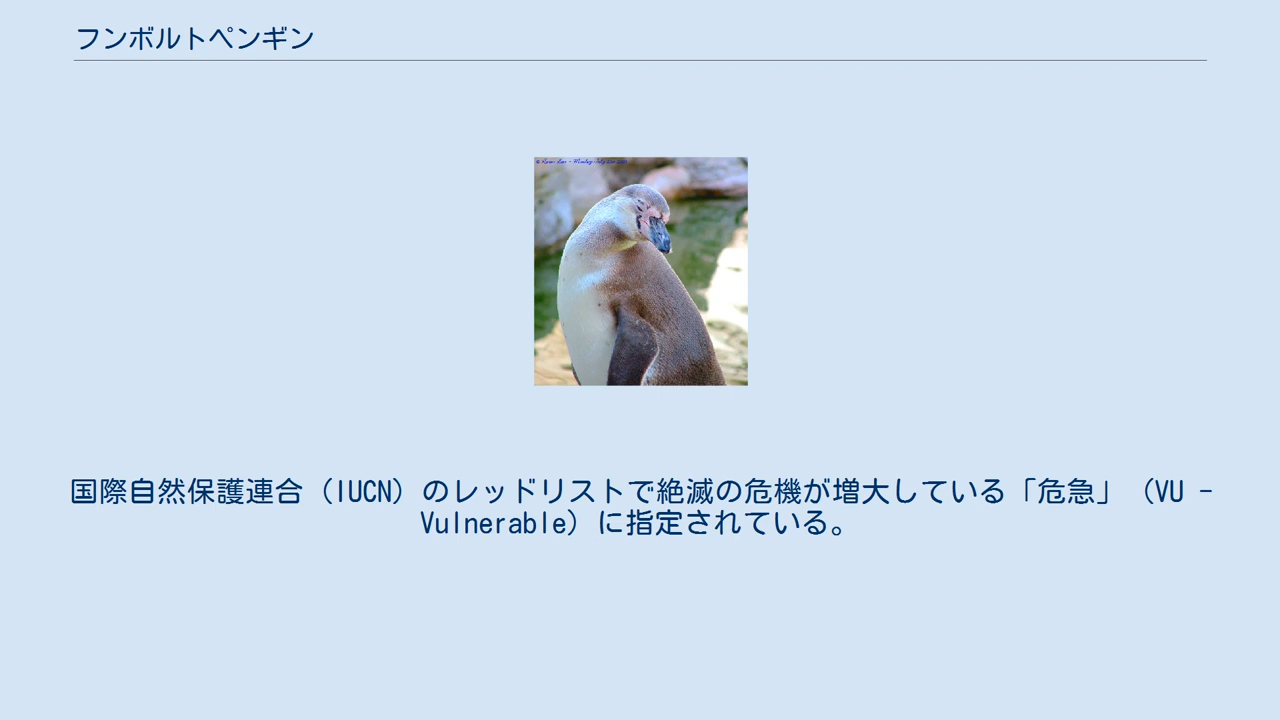 フンボルトペンギン
国際自然保護連合（IUCN）のレッドリストで絶滅の危機が増大している「危急」（VU -
Vulnerable）に指定されている。